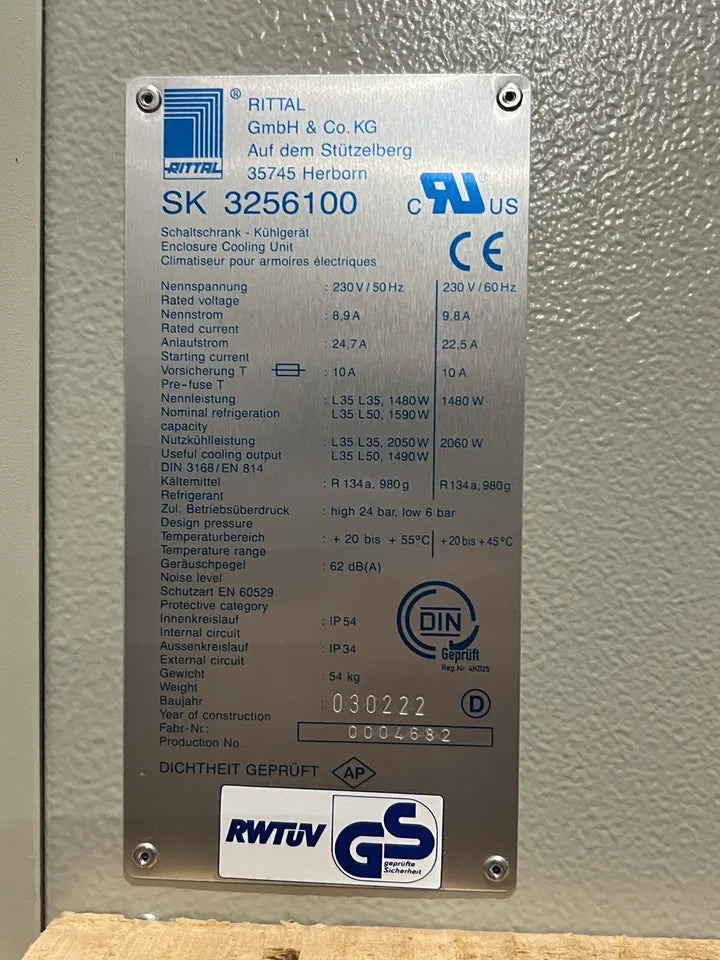 RITTAL
®
RITTAL
GmbH & Co. KG
Auf dem Stützelberg
35745 Herborn
SK 3256100
C RU ® US
Schaltschrank - Kühlgerät
Enclosure Cooling Unit
Climatiseur pour armoires électriques
CE
Nennspannung : 230 V / 50 Hz 230 V / 60 Hz
Rated voltage
Nennstrom : 8,9 A 9.8 A
Rated current
Anlaufstrom : 24,7 A 22,5 A
Starting current
Vorsicherung T : 10 A 10 A
Pre-fuse T
Nennleistung : L35 L35, 1480 W 1480 W
Nominal refrigeration L35 L50, 1590 W
capacity
Nutzkühlleistung : L35 L35, 2050 W 2060 W
Useful cooling output L35 L50, 1490 W
DIN 3168/EN 814
Kältemittel : R 134a, 980g R 134a, 980g
Refrigerant
Zul. Betriebsüberdruck : high 24 bar, low 6 bar
Design pressure
Temperaturbereich : + 20 bis + 55°C +20 bis +45°C
Temperature range
Geräuschpegel : 62 dB(A)
Noise level
Schutzart EN 60529
Protective category
Innenkreislauf : IP 54
Internal circuit
Aussenkreislauf : IP 34
External circuit
DIN
Geprüft
Reg.Nr. 4K025
Gewicht : 54 kg
Weight
Baujahr : 030222 D
Year of construction
Fabr.-Nr.: 0004682
Production No.
DICHTHEIT GEPRÜFT AP
RWTÜV
GS
geprüfte
Sicherheit